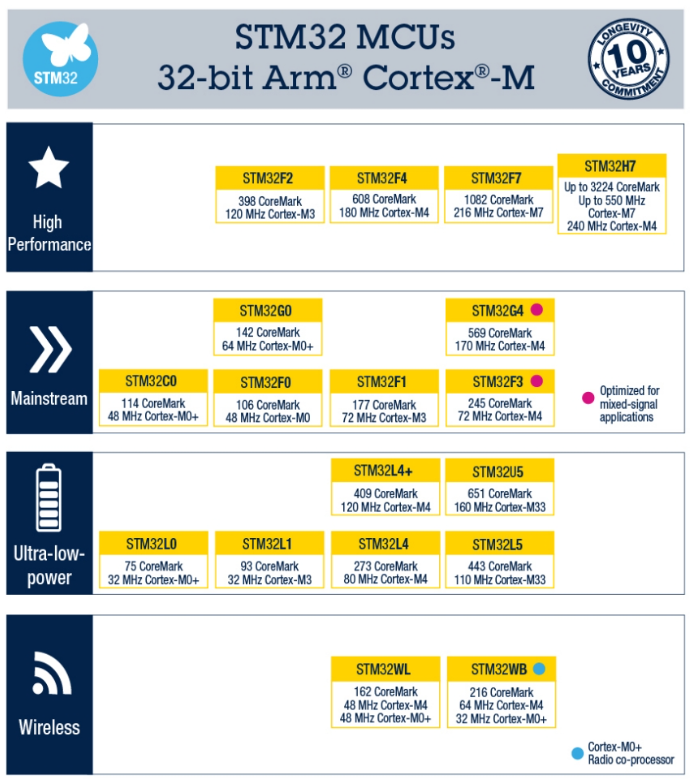 STM32
STM32 MCUs
32-bit Arm® Cortex®-M
LONGEVITY
10
YEARS
COMMITMENT
High
Performance
STM32F2
398 CoreMark
120 MHz Cortex-M3
STM32F4
608 CoreMark
180 MHz Cortex-M4
STM32F7
1082 CoreMark
216 MHz Cortex-M7
STM32H7
Up to 3224 CoreMark
Up to 550 MHz
Cortex-M7
240 MHz Cortex-M4
Mainstream
STM32G0
142 CoreMark
64 MHz Cortex-M0+
STM32G4
569 CoreMark
170 MHz Cortex-M4
STM32C0
114 CoreMark
48 MHz Cortex-M0+
STM32F0
106 CoreMark
48 MHz Cortex-M0
STM32F1
177 CoreMark
72 MHz Cortex-M3
STM32F3
245 CoreMark
72 MHz Cortex-M4
Optimized for
mixed-signal
applications
Ultra-low-
power
STM32L4+
409 CoreMark
120 MHz Cortex-M4
STM32U5
651 CoreMark
160 MHz Cortex-M33
STM32L0
75 CoreMark
32 MHz Cortex-M0+
STM32L1
93 CoreMark
32 MHz Cortex-M3
STM32L4
273 CoreMark
80 MHz Cortex-M4
STM32L5
443 CoreMark
110 MHz Cortex-M33
Wireless
STM32WL
162 CoreMark
48 MHz Cortex-M4
48 MHz Cortex-M0+
STM32WB
216 CoreMark
64 MHz Cortex-M4
32 MHz Cortex-M0+
Cortex-M0+
Radio co-processor